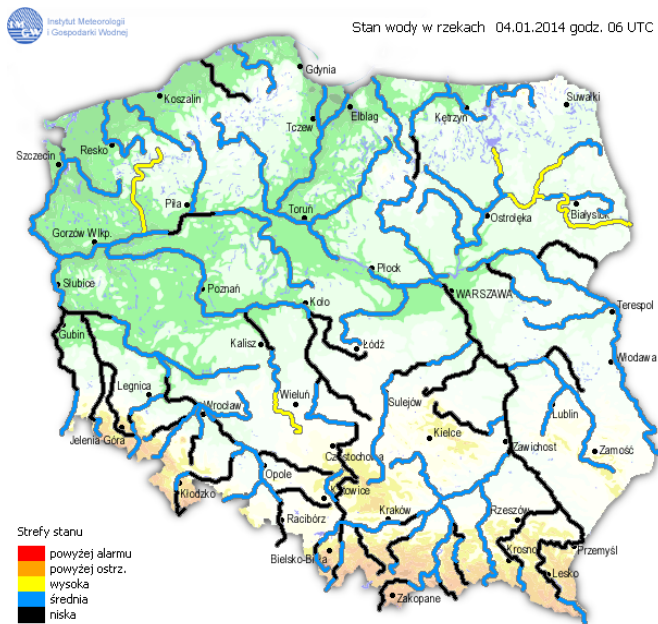 IMGW
Instytut Meteorologii
i Gospodarki Wodnej
Stan wody w rzekach 04.01.2014 godz. 06 UTC
Gdynia
Koszalin
Suwałki
Elbląg
Kętrzyn
Tczew
Resko
Szczecin
Piła
Toruń
Ostrołęka
Białystok
Gorzów Wlkp.
Płock
Słubice
Poznań
WARSZAWA
Koło
Terespol
Gubin
Kalisz
Łódź
Włodawa
Legnica
Wieluń
Sulejów
Wrocław
Lublin
Jelenia Góra
Kielce
Zawichost
Zamość
Częstochowa
Opole
Kłodzko
Katowice
Racibórz
Kraków
Rzeszów
Bielsko-Biała
Krosno
Przemyśl
Lesko
Zakopane
Strefy stanu
powyżej alarmu
powyżej ostrz.
wysoka
średnia
niska